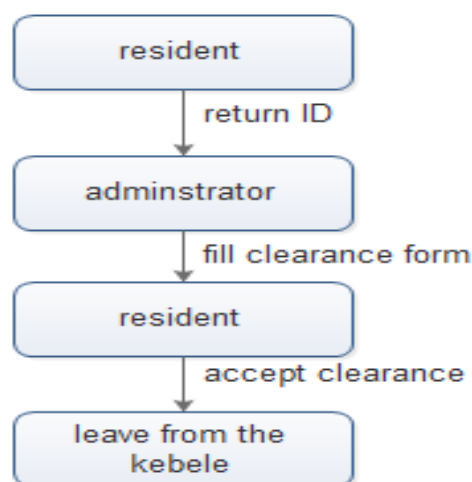 resident
return ID
adminstrator
fill clearance form
resident
accept clearance
leave from the
kebele